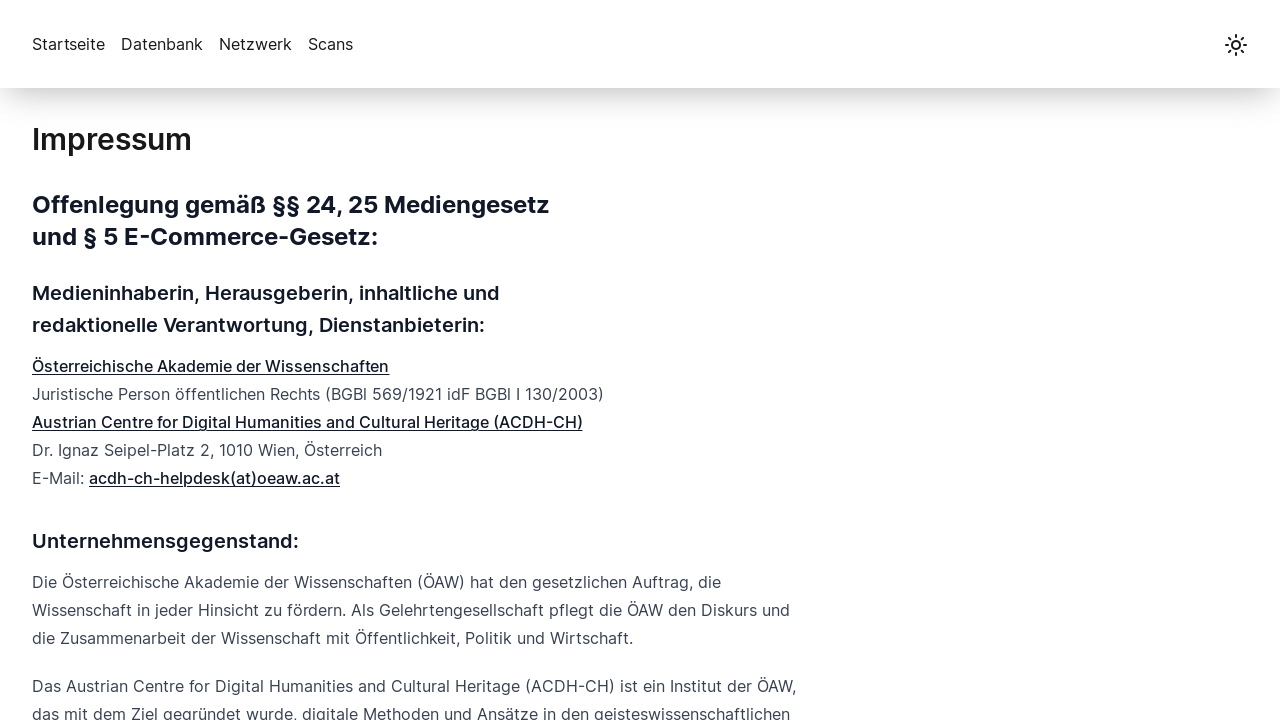 Startseite Datenbank Netzwerk Scans
Impressum
Offenlegung gemäß §§ 24, 25 Mediengesetz
und § 5 E-Commerce-Gesetz:
Medieninhaberin, Herausgeberin, inhaltliche und
redaktionelle Verantwortung, Dienstanbieterin:
Österreichische Akademie der Wissenschaften
Juristische Person öffentlichen Rechts (BGBl 569/1921 idF BGBl I 130/2003)
Austrian Centre for Digital Humanities and Cultural Heritage (ACDH-CH)
Dr. Ignaz Seipel-Platz 2, 1010 Wien, Österreich
E-Mail: acdh-ch-helpdesk(at)oeaw.ac.at
Unternehmensgegenstand:
Die Österreichische Akademie der Wissenschaften (ÖAW) hat den gesetzlichen Auftrag, die
Wissenschaft in jeder Hinsicht zu fördern. Als Gelehrtengesellschaft pflegt die ÖAW den Diskurs und
die Zusammenarbeit der Wissenschaft mit Öffentlichkeit, Politik und Wirtschaft.
Das Austrian Centre for Digital Humanities and Cultural Heritage (ACDH-CH) ist ein Institut der ÖAW,
das mit dem Ziel gegründet wurde, digitale Methoden und Ansätze in den geisteswissenschaftlichen